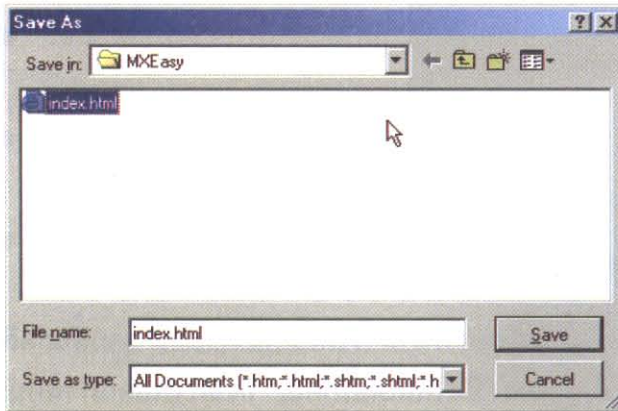 Save As
Save in: MXEasy
index.html
File name: index.html
Save
Save as type: All Documents (*.htm;*.html;*.shtm;*.shtml;*.h
Cancel